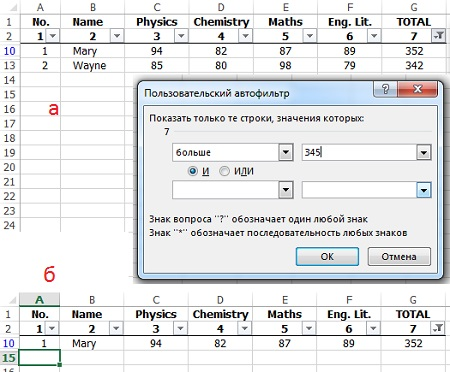 A B C D E F G
1 No. Name Physics Chemistry Maths Eng. Lit. TOTAL
2 1 2 3 4 5 6 7
10 1 Mary 94 82 87 89 352
13 2 Wayne 85 80 98 79 342
14
15
16
17
18
19
20
21
22
23
24
а
Пользовательский автофильтр
?
Показать только те строки, значения которых:
7
больше 345
И ИЛИ
Знак вопроса "?" обозначает один любой знак
Знак "*" обозначает последовательность любых знаков
ОК Отмена
б
A B C D E F G
1 No. Name Physics Chemistry Maths Eng. Lit. TOTAL
2 1 2 3 4 5 6 7
10 1 Mary 94 82 87 89 352
15